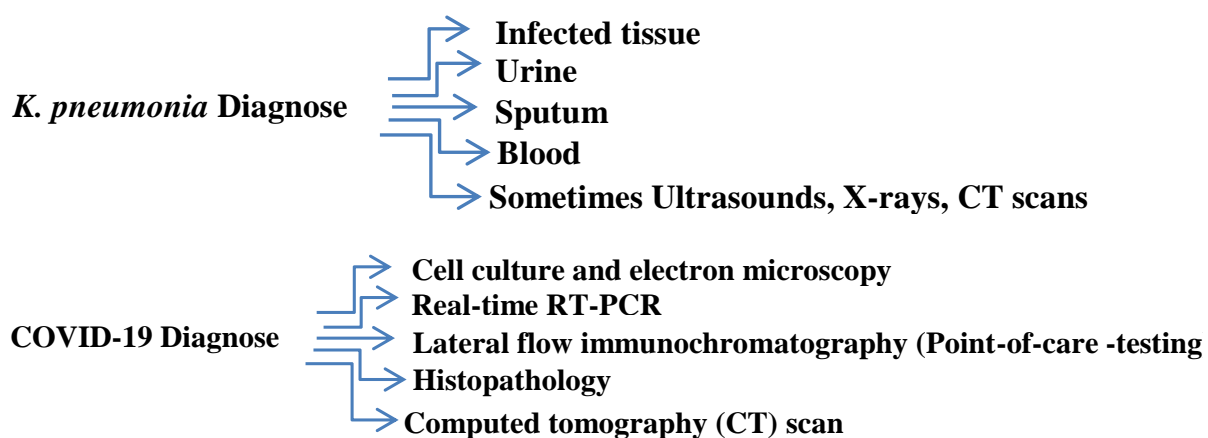 Infected tissue
Urine
K. pneumonia Diagnose
Sputum
Blood
Sometimes Ultrasounds, X-rays, CT scans
Cell culture and electron microscopy
Real-time RT-PCR
COVID-19 Diagnose
Lateral flow immunochromatography (Point-of-care -testing
Histopathology
Computed tomography (CT) scan